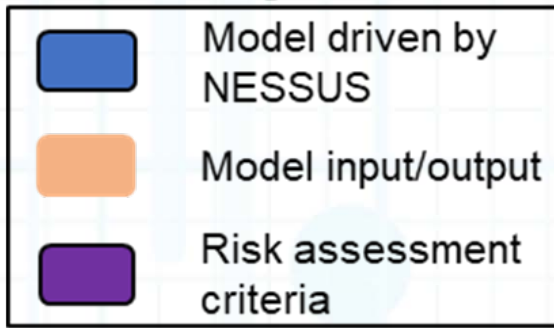 Model driven by
NESSUS
Model input/output
Risk assessment
criteria